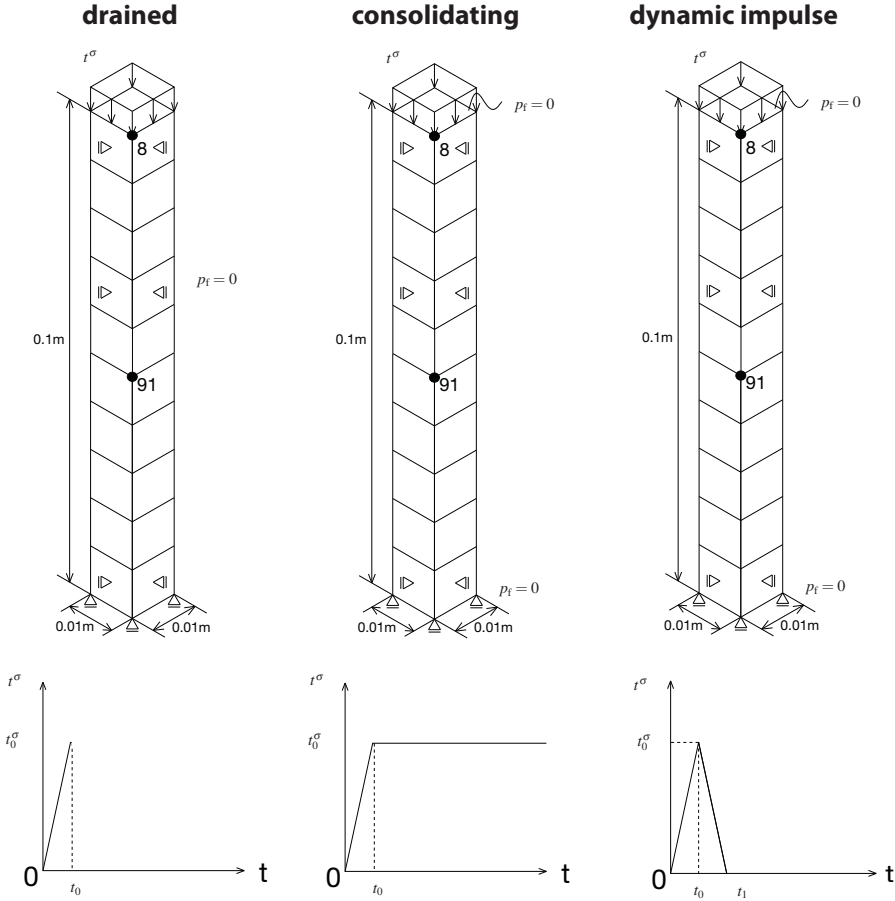 drained
consolidating
dynamic impulse
t^σ
t^σ
t^σ
p_f = 0
p_f = 0
8
8
8
p_f = 0
0.1m
0.1m
0.1m
91
91
91
p_f = 0
p_f = 0
0.01m
0.01m
0.01m
0.01m
0.01m
0.01m
t^σ
t^σ
t^σ
t_0^σ
t_0^σ
t_0^σ
0
t
0
t
0
t
t_0
t_0
t_0
t_1